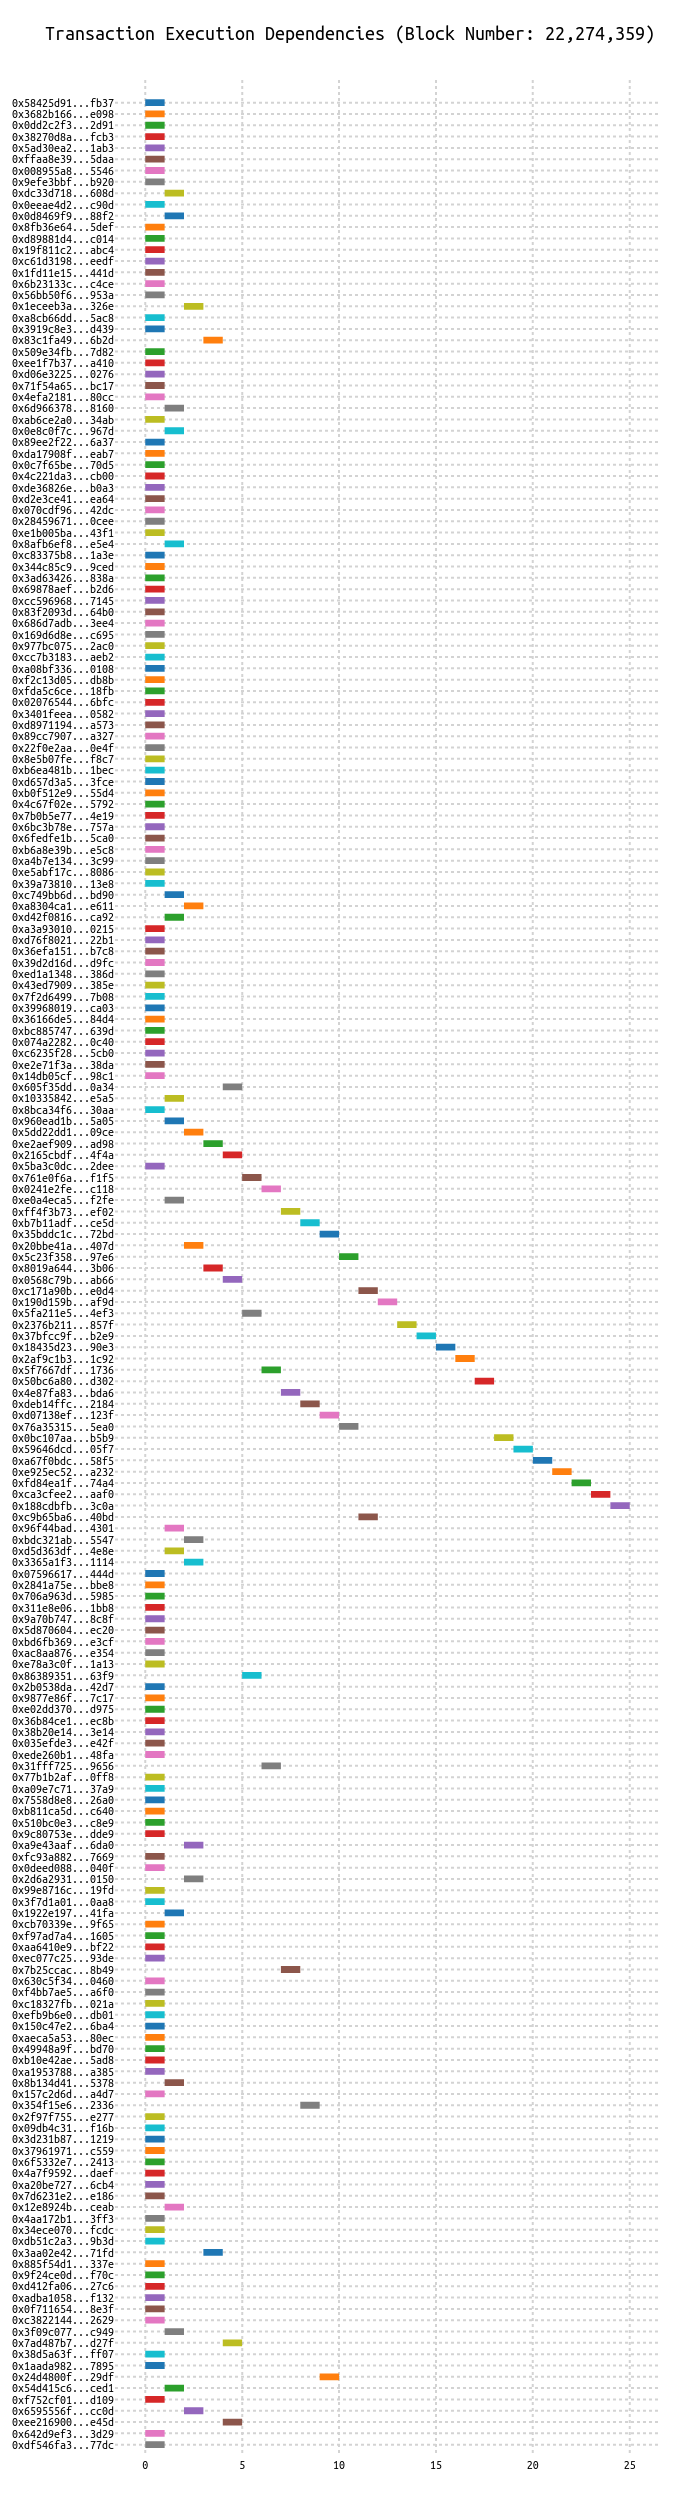 Transaction Execution Dependencies (Block Number: 22,274,359)
0x58425d91...fb37
0x3682b166...e098
0x0dd2c2f3...2d91
0x38270d8a...fcb3
0x5ad30ea2...1ab3
0xffaa8e39...5daa
0x008955a8...5546
0x9efe3bbf...b920
0xdc33d718...608d
0x0eeae4d2...c90d
0x0d8469f9...88f2
0x8fb36e64...5def
0xd89881d4...c014
0x19f811c2...abc4
0xc61d3198...eedf
0x1fd11e15...441d
0x6b23133c...c4ce
0x56bb50f6...953a
0x1eceeb3a...326e
0xa8cb66dd...5ac8
0x3919c8e3...d439
0x83c1fa49...6b2d
0x509e34fb...7d82
0xee1f7b37...a410
0xd06e3225...0276
0x71f54a65...bc17
0x4efa2181...80cc
0x6d966378...8160
0xab6ce2a0...34ab
0x0e8c0f7c...967d
0x89ee2f22...6a37
0xda17908f...eab7
0x0c7f65be...70d5
0x4c221da3...cb00
0xde36826e...b0a3
0xd2e3ce41...ea64
0x070cdf96...42dc
0x28459671...0cee
0xe1b005ba...43f1
0x8afb6ef8...e5e4
0xc83375b8...1a3e
0x344c85c9...9ced
0x3ad63426...838a
0x69878aef...b2d6
0xcc596968...7145
0x83f2093d...64b0
0x686d7adb...3ee4
0x169d6d8e...c695
0x977bc075...2ac0
0xcc7b3183...aeb2
0xa08bf336...0108
0xf2c13d05...db8b
0xfda5c6ce...18fb
0x02076544...6bfc
0x3401feea...0582
0xd8971194...a573
0x89cc7907...a327
0x22f0e2aa...0e4f
0x8e5b07fe...f8c7
0xb6ea481b...1bec
0xd657d3a5...3fce
0xb0f512e9...55d4
0x4c67f02e...5792
0x7b0b5e77...4e19
0x6bc3b78e...757a
0x6fedfe1b...5ca0
0xb6a8e39b...e5c8
0xa4b7e134...3c99
0xe5abf17c...8086
0x39a73810...13e8
0xc749bb6d...bd90
0xa8304ca1...e611
0xd42f0816...ca92
0xa3a93010...0215
0xd76f8021...22b1
0x36efa151...b7c8
0x39d2d16d...d9fc
0xed1a1348...386d
0x43ed7909...385e
0x7f2d6499...7b08
0x39968019...ca03
0x36166de5...84d4
0xbc885747...639d
0x074a2282...0c40
0xc6235f28...5cb0
0xe2e71f3a...38da
0x14db05cf...98c1
0x605f35dd...0a34
0x10335842...e5a5
0x8bca34f6...30aa
0x960ead1b...5a05
0x5dd22dd1...09ce
0xe2aef909...ad98
0x2165cbdf...4f4a
0x5ba3c0dc...2dee
0x761e0f6a...f1f5
0x0241e2fe...c118
0xe0a4eca5...f2fe
0xff4f3b73...ef02
0xb7b11adf...ce5d
0x35bddc1c...72bd
0x20bbe41a...407d
0x5c23f358...97e6
0x8019a644...3b06
0x0568c79b...ab66
0xc171a90b...e0d4
0x190d159b...af9d
0x5fa211e5...4ef3
0x2376b211...857f
0x37bfcc9f...b2e9
0x18435d23...90e3
0x2af9c1b3...1c92
0x5f7667df...1736
0x50bc6a80...d302
0x4e87fa83...bda6
0xdeb14ffc...2184
0xd07138ef...123f
0x76a35315...5ea0
0x0bc107aa...b5b9
0x59646dcd...05f7
0xa67f0bdc...58f5
0xe925ec52...a232
0xfd84ea1f...74a4
0xca3cfee2...aaf0
0x188cdbfb...3c0a
0xc9b65ba6...40bd
0x96f44bad...4301
0xbdc321ab...5547
0xd5d363df...4e8e
0x3365a1f3...1114
0x07596617...444d
0x2841a75e...bbe8
0x706a963d...5985
0x311e8e06...1bb8
0x9a70b747...8c8f
0x5d870604...ec20
0xbd6fb369...e3cf
0xac8aa876...e354
0xe78a3c0f...1a13
0x86389351...63f9
0x2b0538da...42d7
0x9877e86f...7c17
0xe02dd370...d975
0x36b84ce1...ec8b
0x38b20e14...3e14
0x035efde3...e42f
0xede260b1...48fa
0x31fff725...9656
0x77b1b2af...0ff8
0xa09e7c71...37a9
0x7558d8e8...26a0
0xb811ca5d...c640
0x510bc0e3...c8e9
0x9c80753e...dde9
0xa9e43aaf...6da0
0xfc93a882...7669
0x0deed088...040f
0x2d6a2931...0150
0x99e8716c...19fd
0x3f7d1a01...0aa8
0x1922e197...41fa
0xcb70339e...9f65
0xf97ad7a4...1605
0xaa6410e9...bf22
0xec077c25...93de
0x7b25ccac...8b49
0x630c5f34...0460
0xf4bb7ae5...a6f0
0xc18327fb...021a
0xefb9b6e0...db01
0x150c47e2...6ba4
0xaeca5a53...80ec
0x49948a9f...bd70
0xb10e42ae...5ad8
0xa1953788...a385
0x8b134d41...5378
0x157c2d6d...a4d7
0x354f15e6...2336
0x2f97f755...e277
0x09db4c31...f16b
0x3d231b87...1219
0x37961971...c559
0x6f5332e7...2413
0x4a7f9592...daef
0xa20be727...6cb4
0x7d6231e2...e186
0x12e8924b...ceab
0x4aa172b1...3ff3
0x34ece070...fcdc
0xdb51c2a3...9b3d
0x3aa02e42...71fd
0x885f54d1...337e
0x9f24ce0d...f70c
0xd412fa06...27c6
0xadba1058...f132
0x0f711654...8e3f
0xc3822144...2629
0x3f09c077...c949
0x7ad487b7...d27f
0x38d5a63f...ff07
0x1aada982...7895
0x24d4800f...29df
0x54d415c6...ced1
0xf752cf01...d109
0x6595556f...cc0d
0xee216900...e45d
0x642d9ef3...3d29
0xdf546fa3...77dc
0 5 10 15 20 25